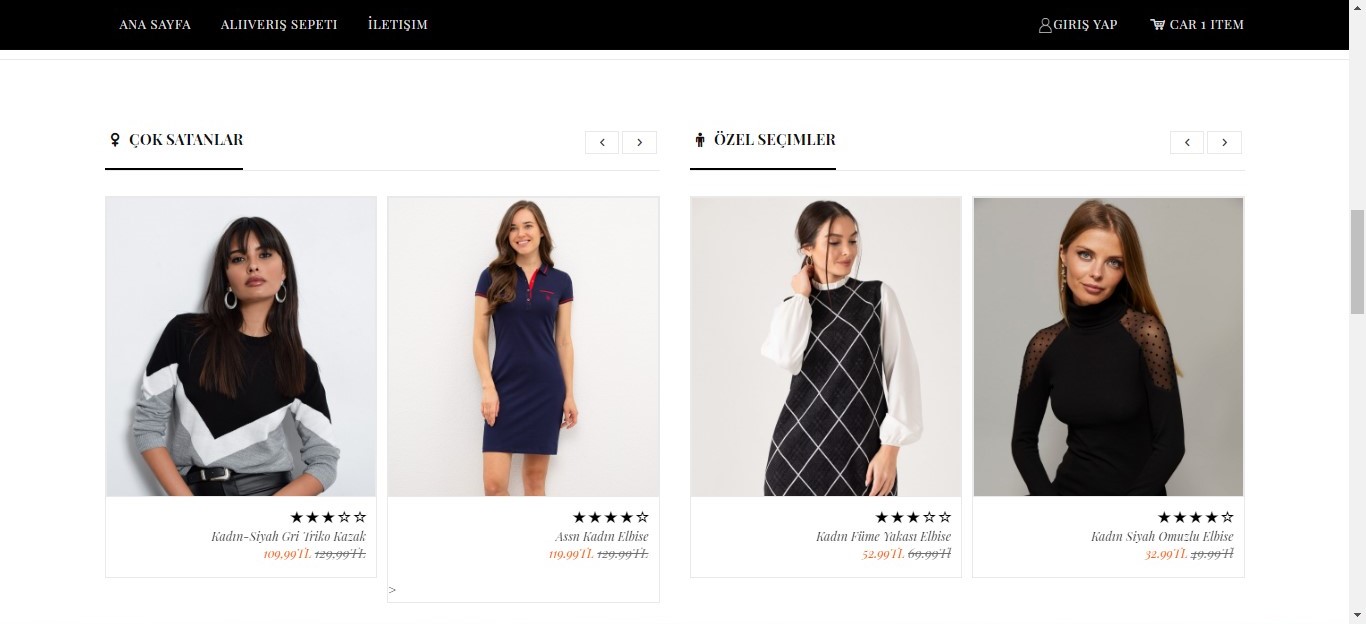 ANA SAYFA ALIIVERIŞ SEPETI İLETIŞIM GIRIS YAP CAR 1 ITEM
ÇOK SATANLAR
ÖZEL SEÇIMLER
Kadın-Siyah Gri Triko Kazak
109,99TL 129,99TL
Assn Kadın Elbise
119.99TL 129.99TL
>
Kadın Füme Yakası Elbise
52.99TL 69.99Tl
Kadın Siyah Omuzlu Elbise
32.99TL 49.99Tl